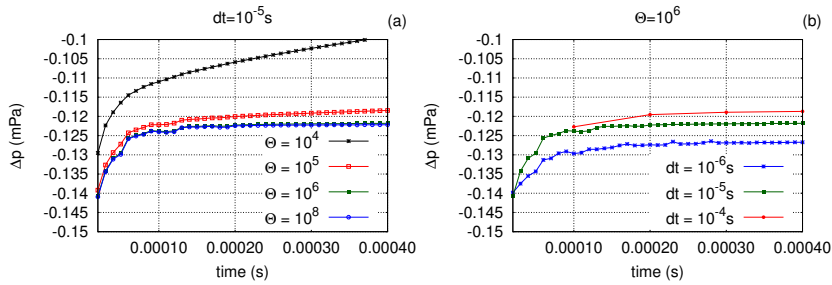 dt=10⁻⁵s
(a)
Δp (mPa)
-0.1
-0.105
-0.11
-0.115
-0.12
-0.125
-0.13
-0.135
-0.14
-0.145
-0.15
Θ = 10⁴
Θ = 10⁵
Θ = 10⁶
Θ = 10⁸
0.00010
0.00020
0.00030
0.00040
time (s)
Θ=10⁶
(b)
Δp (mPa)
-0.1
-0.105
-0.11
-0.115
-0.12
-0.125
-0.13
-0.135
-0.14
-0.145
-0.15
dt = 10⁻⁶s
dt = 10⁻⁵s
dt = 10⁻⁴s
0.00010
0.00020
0.00030
0.00040
time (s)